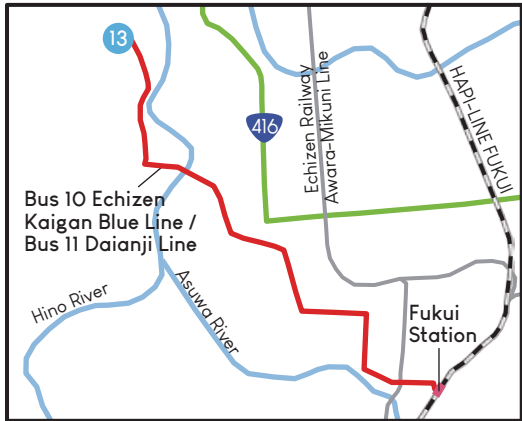 13
416
Echizen Railway
Awara-Mikuni Line
HAPI-LINE FUKUI
Bus 10 Echizen
Kaigan Blue Line /
Bus 11 Daianji Line
Hino River
Asuwa River
Fukui
Station